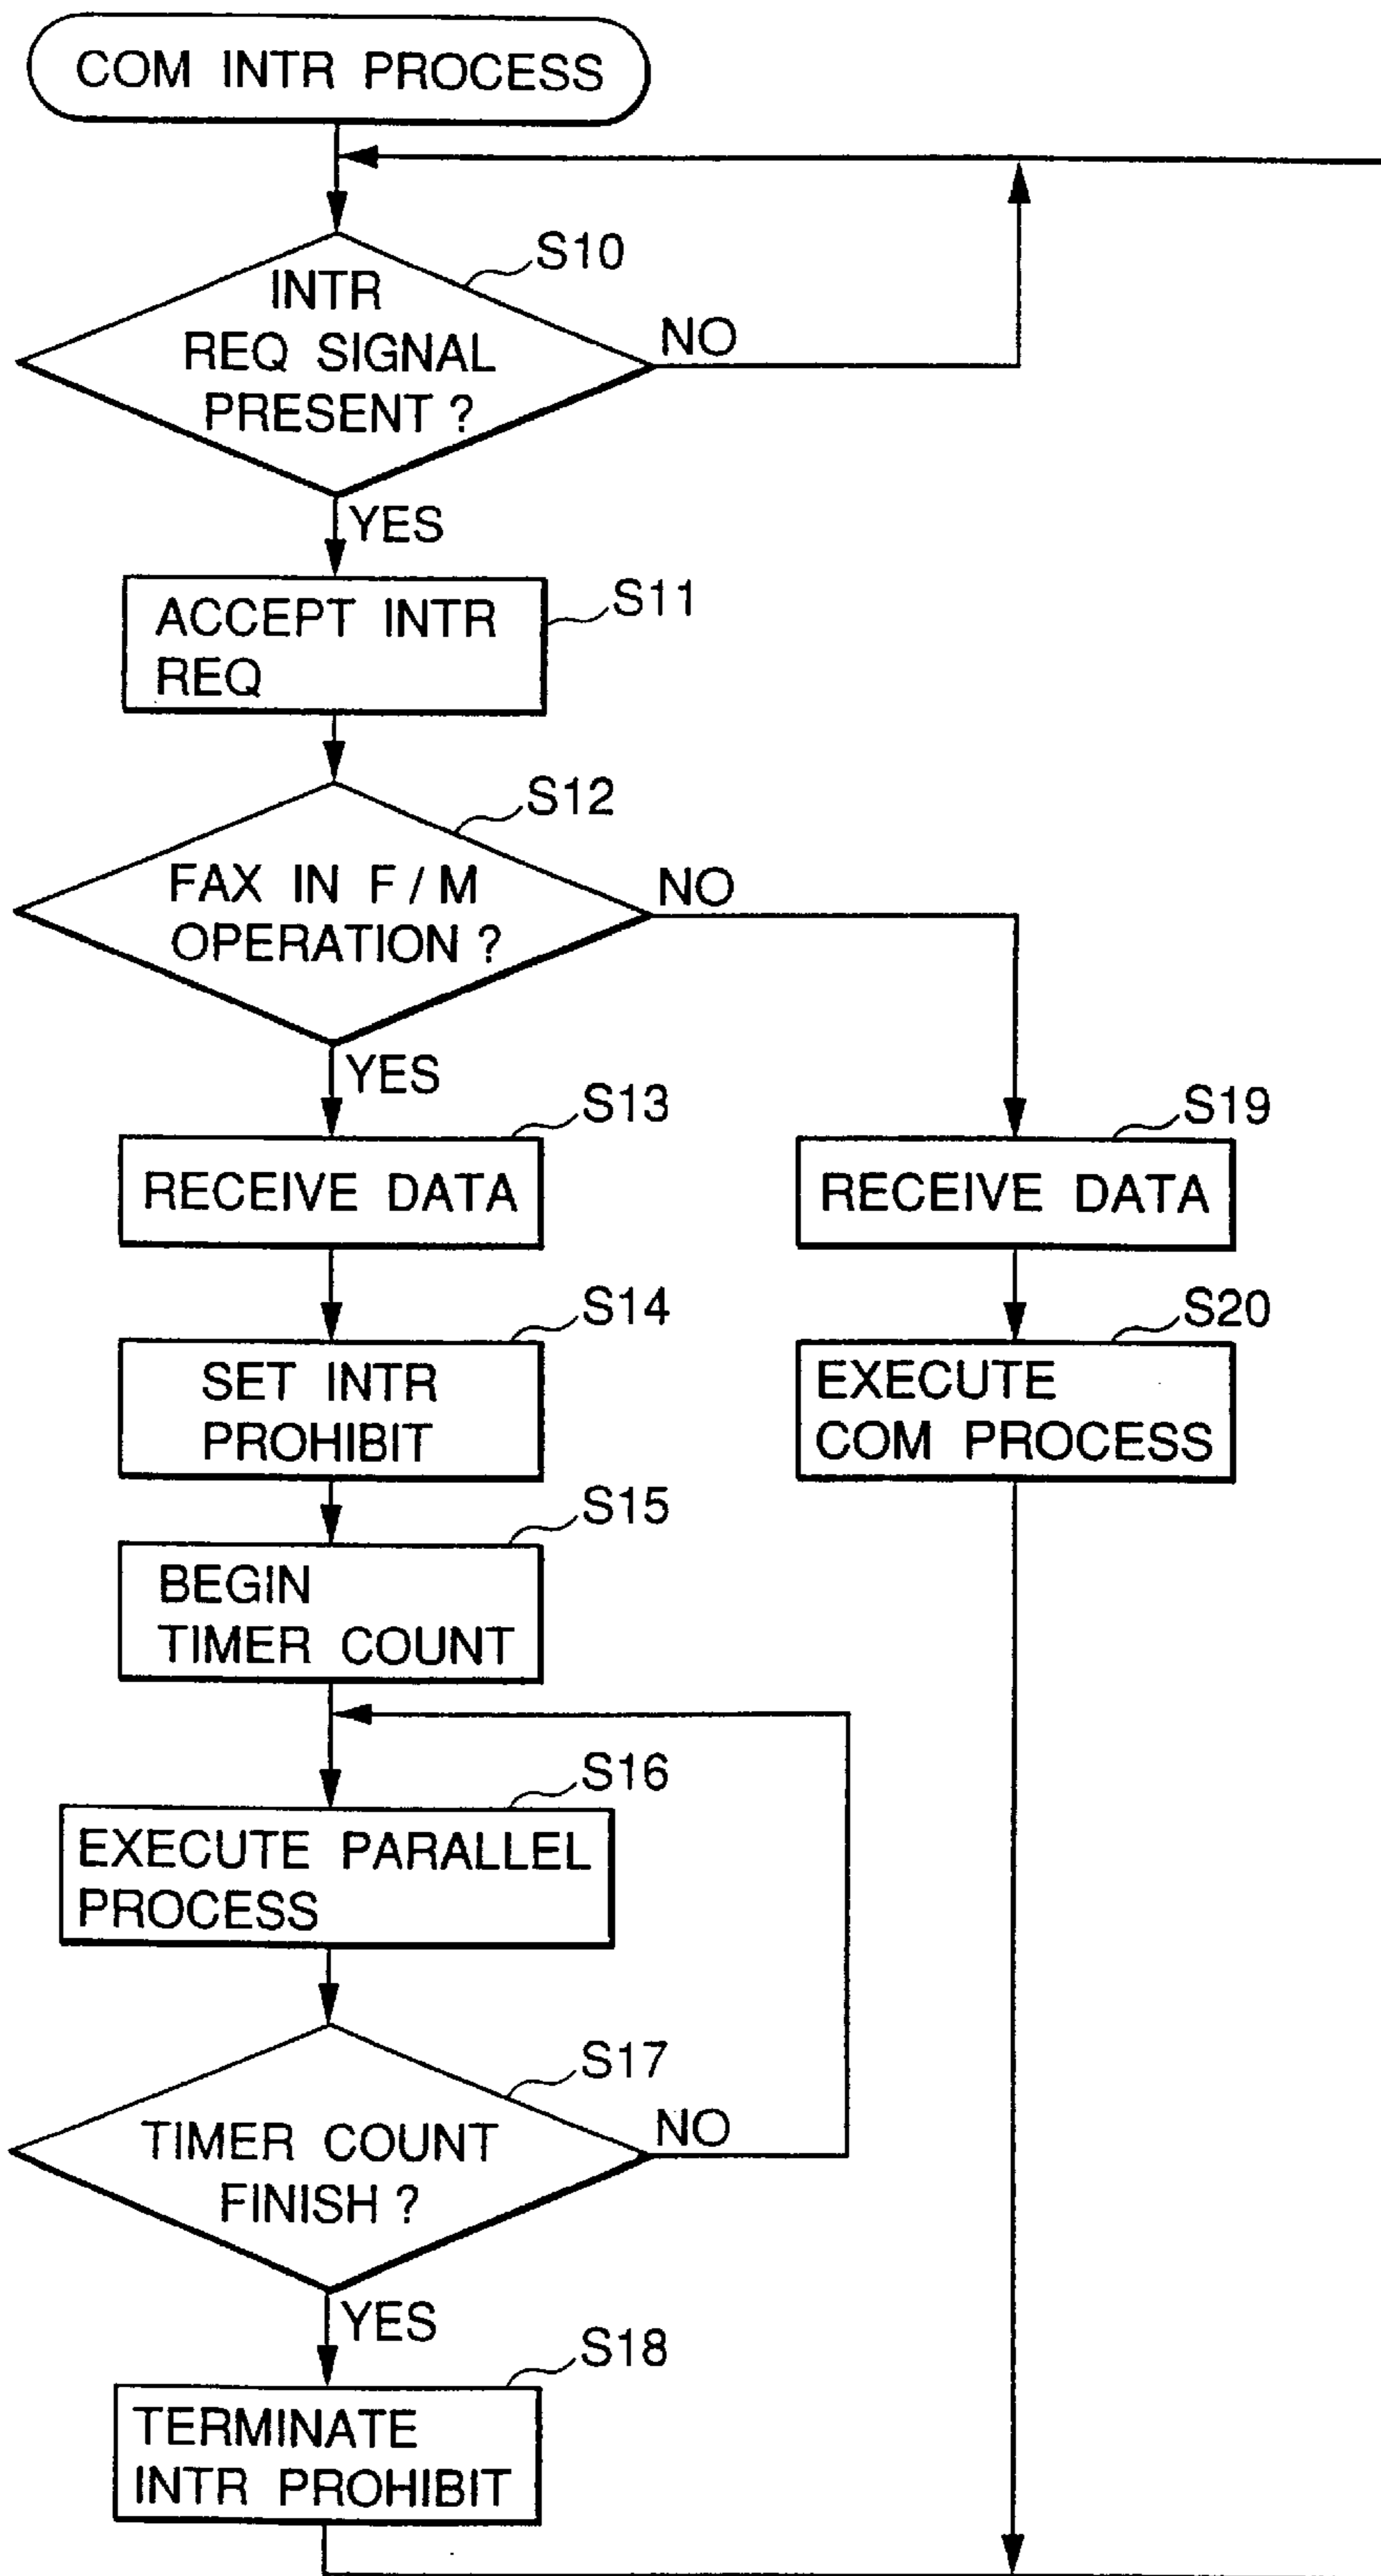 COM INTR PROCESS
S10
INTR
REQ SIGNAL
PRESENT ?
NO
YES
S11
ACCEPT INTR
REQ
S12
FAX IN F / M
OPERATION ?
NO
YES
S13
RECEIVE DATA
S19
RECEIVE DATA
S14
SET INTR
PROHIBIT
S20
EXECUTE
COM PROCESS
S15
BEGIN
TIMER COUNT
S16
EXECUTE PARALLEL
PROCESS
S17
TIMER COUNT
FINISH ?
NO
YES
S18
TERMINATE
INTR PROHIBIT